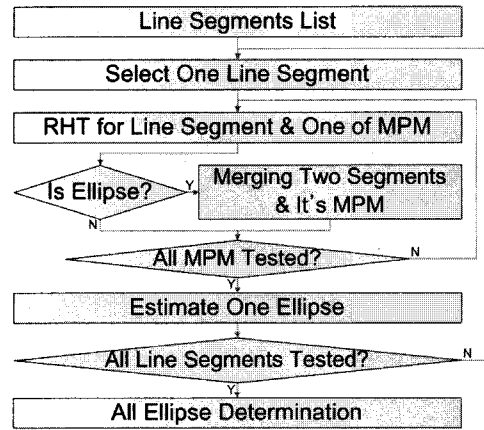 Line Segments List
Select One Line Segment
RHT for Line Segment & One of MPM
Is Ellipse?
Y
Merging Two Segments
& It's MPM
N
All MPM Tested?
N
Y
Estimate One Ellipse
All Line Segments Tested?
N
Y
All Ellipse Determination